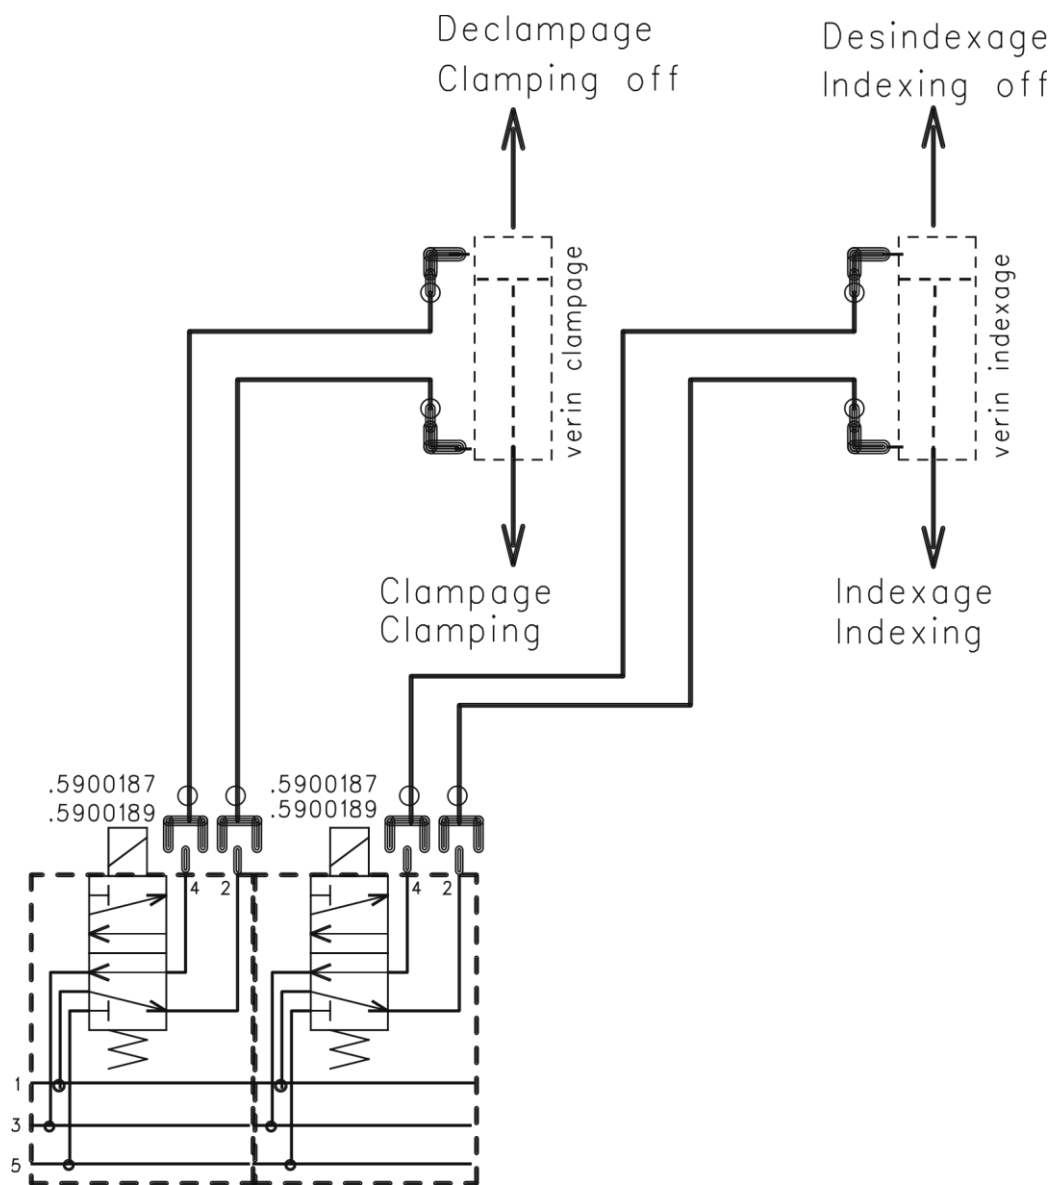 Declampage
Clamping off
Desindexage
Indexing off
verin clampage
verin indexage
Clampage
Clamping
Indexage
Indexing
.5900187
.5900189
.5900187
.5900189
4 2
4 2
1
3
5